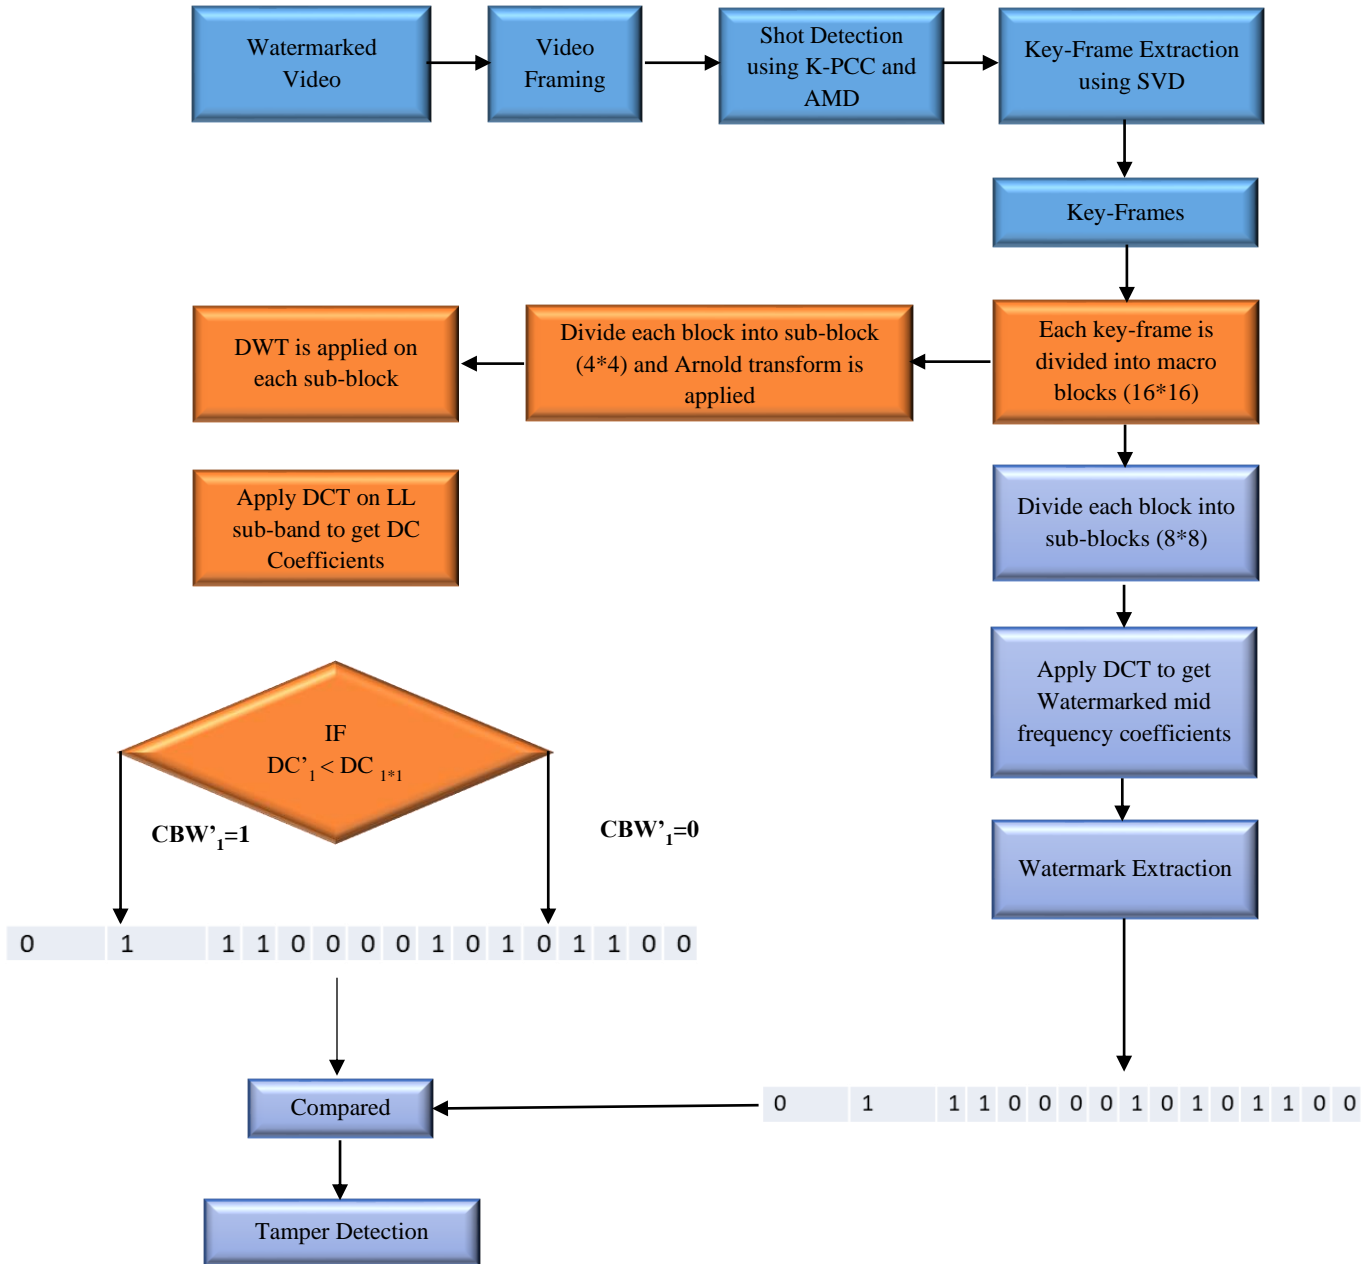 Watermarked
Video
Video
Framing
Shot Detection
using K-PCC and
AMD
Key-Frame Extraction
using SVD
Key-Frames
Each key-frame is
divided into macro
blocks (16*16)
Divide each block into sub-block
(4*4) and Arnold transform is
applied
DWT is applied on
each sub-block
Apply DCT on LL
sub-band to get DC
Coefficients
Divide each block into
sub-blocks (8*8)
Apply DCT to get
Watermarked mid
frequency coefficients
Watermark Extraction
IF
DC’1 < DC 1*1
CBW’1=1
CBW’1=0
0 1 1 1 0 0 0 0 1 0 1 0 1 1 0 0
0 1 1 1 0 0 0 0 1 0 1 0 1 1 0 0
Compared
Tamper Detection